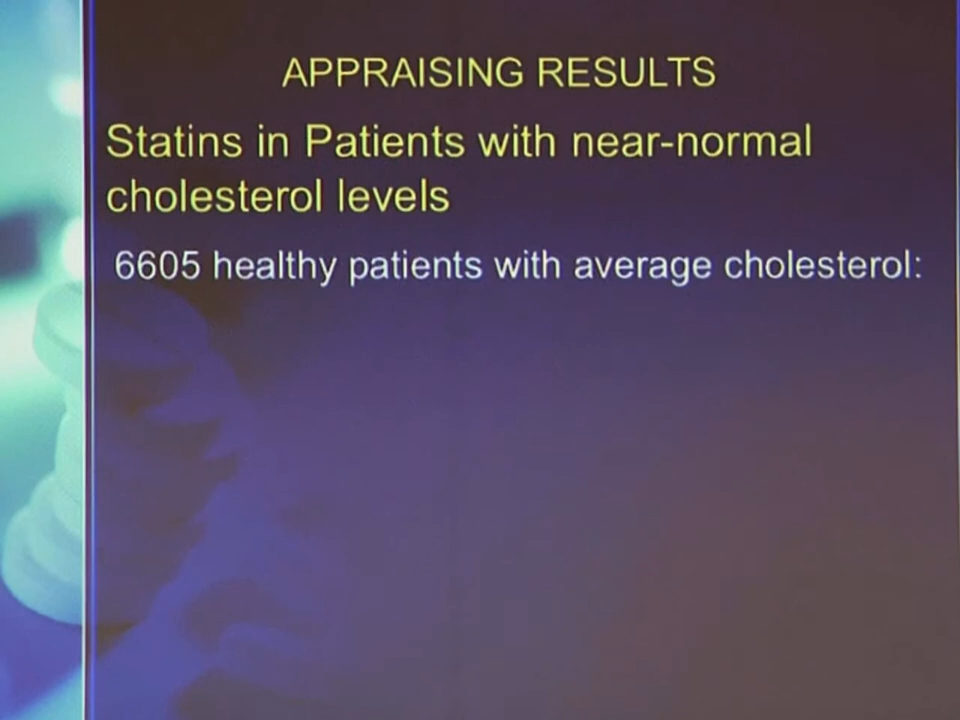 APPRAISING RESULTS
Statins in Patients with near-normal
cholesterol levels
6605 healthy patients with average cholesterol: